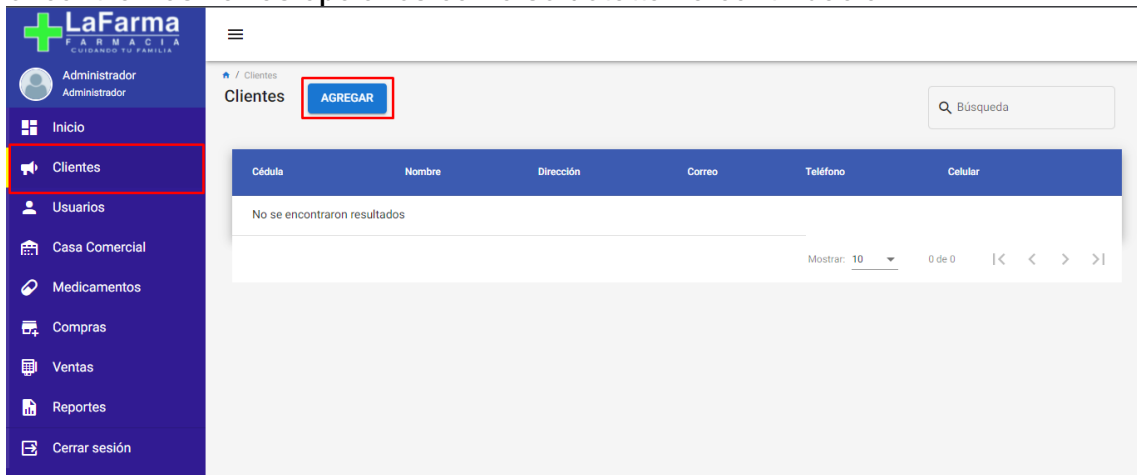 LaFarma
FARMACIA
CUIDANDO TU FAMILIA
Administrador
Administrador
Inicio
Clientes
Usuarios
Casa Comercial
Medicamentos
Compras
Ventas
Reportes
Cerrar sesión
/ Clientes
Clientes AGREGAR
Búsqueda
Cédula Nombre Dirección Correo Teléfono Celular
No se encontraron resultados
Mostrar: 10 0 de 0